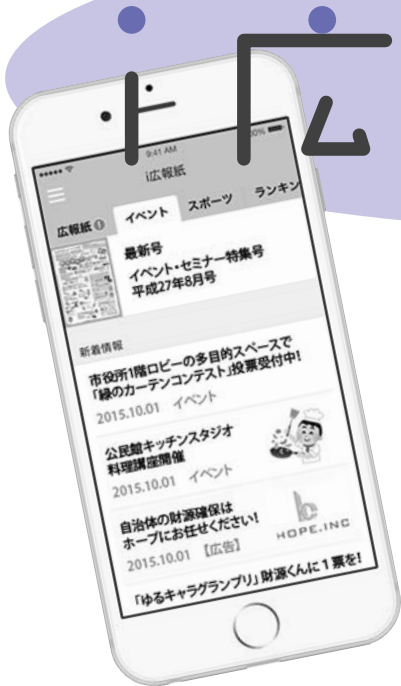 i広
9:41 AM
100%
i広報紙
広報紙 1
イベント
スポーツ
ランキン
最新号
イベント・セミナー特集号
平成27年8月号
新着情報
市役所1階ロビーの多目的スペースで
「緑のカーテンコンテスト」投票受付中!
2015.10.01 イベント
公民館キッチンスタジオ
料理講座開催
2015.10.01 イベント
自治体の財源確保は
ホープにお任せください!
2015.10.01 【広告】
HOPE.INC
「ゆるキャラグランプリ」財源くんに1票を!